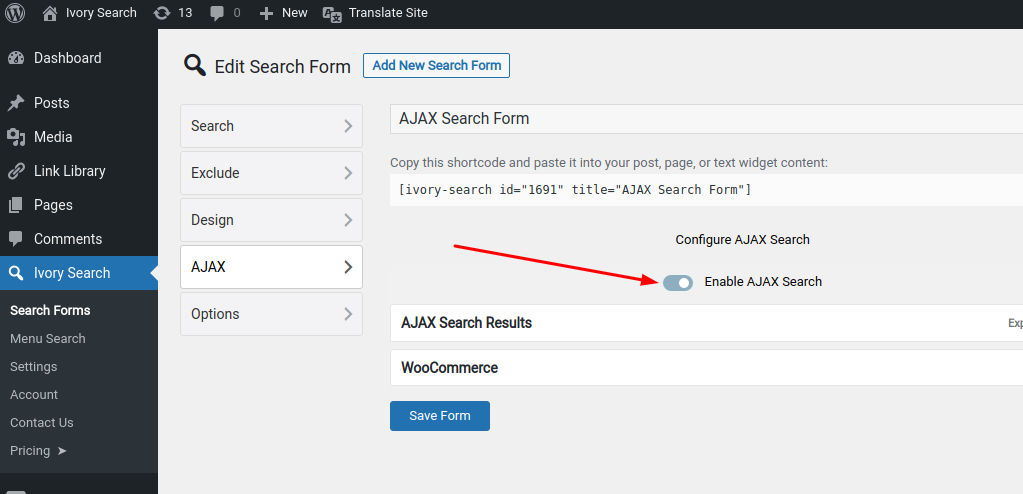 Ivory Search 13 0 New Translate Site
Dashboard
Posts
Media
Link Library
Pages
Comments
Ivory Search
Search Forms
Menu Search
Settings
Account
Contact Us
Pricing ➤
Edit Search Form Add New Search Form
Search
Exclude
Design
AJAX
Options
AJAX Search Form
Copy this shortcode and paste it into your post, page, or text widget content:
[ivory-search id="1691" title="AJAX Search Form"]
Configure AJAX Search
Enable AJAX Search
AJAX Search Results Exp
WooCommerce
Save Form